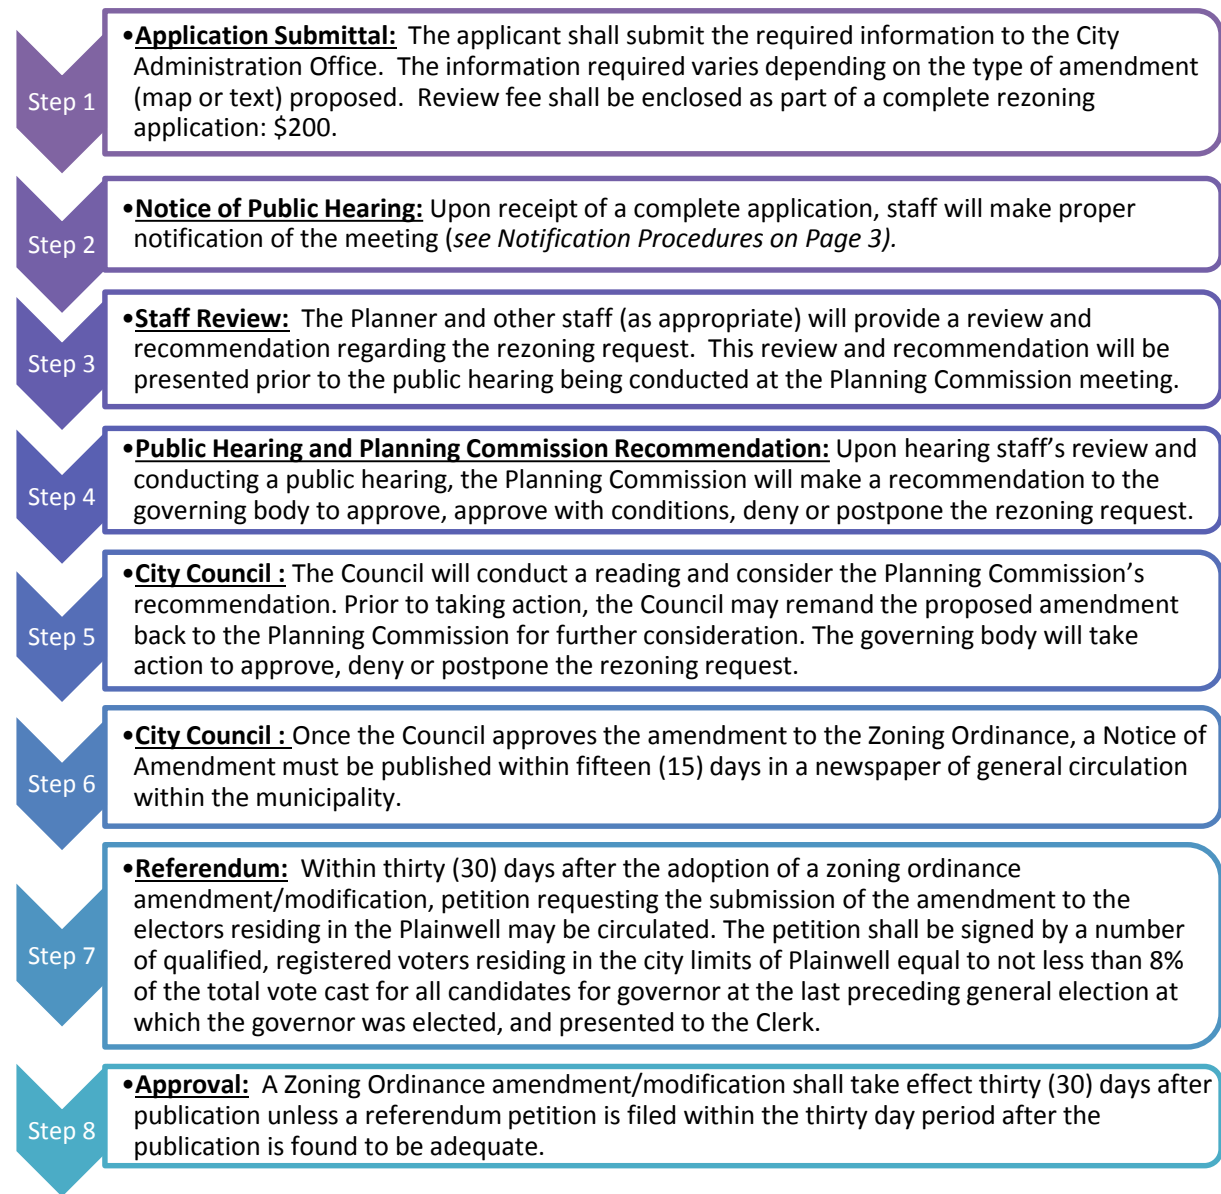 Step 1
•Application Submittal: The applicant shall submit the required information to the City
Administration Office. The information required varies depending on the type of amendment
(map or text) proposed. Review fee shall be enclosed as part of a complete rezoning
application: $200.
Step 2
•Notice of Public Hearing: Upon receipt of a complete application, staff will make proper
notification of the meeting (see Notification Procedures on Page 3).
Step 3
•Staff Review: The Planner and other staff (as appropriate) will provide a review and
recommendation regarding the rezoning request. This review and recommendation will be
presented prior to the public hearing being conducted at the Planning Commission meeting.
Step 4
•Public Hearing and Planning Commission Recommendation: Upon hearing staff’s review and
conducting a public hearing, the Planning Commission will make a recommendation to the
governing body to approve, approve with conditions, deny or postpone the rezoning request.
Step 5
•City Council : The Council will conduct a reading and consider the Planning Commission’s
recommendation. Prior to taking action, the Council may remand the proposed amendment
back to the Planning Commission for further consideration. The governing body will take
action to approve, deny or postpone the rezoning request.
Step 6
•City Council : Once the Council approves the amendment to the Zoning Ordinance, a Notice of
Amendment must be published within fifteen (15) days in a newspaper of general circulation
within the municipality.
Step 7
•Referendum: Within thirty (30) days after the adoption of a zoning ordinance
amendment/modification, petition requesting the submission of the amendment to the
electors residing in the Plainwell may be circulated. The petition shall be signed by a number
of qualified, registered voters residing in the city limits of Plainwell equal to not less than 8%
of the total vote cast for all candidates for governor at the last preceding general election at
which the governor was elected, and presented to the Clerk.
Step 8
•Approval: A Zoning Ordinance amendment/modification shall take effect thirty (30) days after
publication unless a referendum petition is filed within the thirty day period after the
publication is found to be adequate.